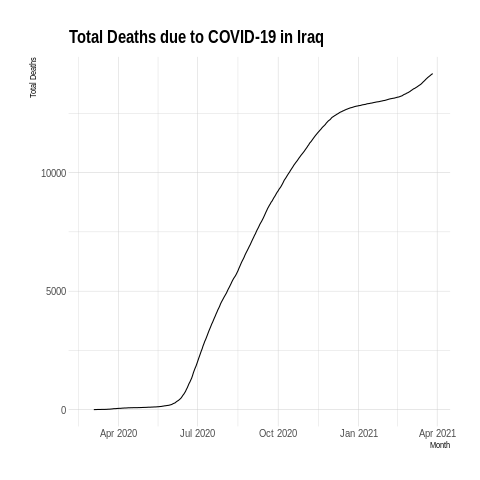 Total Deaths due to COVID-19 in Iraq
Total Deaths
10000
5000
0
Apr 2020 Jul 2020 Oct 2020 Jan 2021 Apr 2021
Month